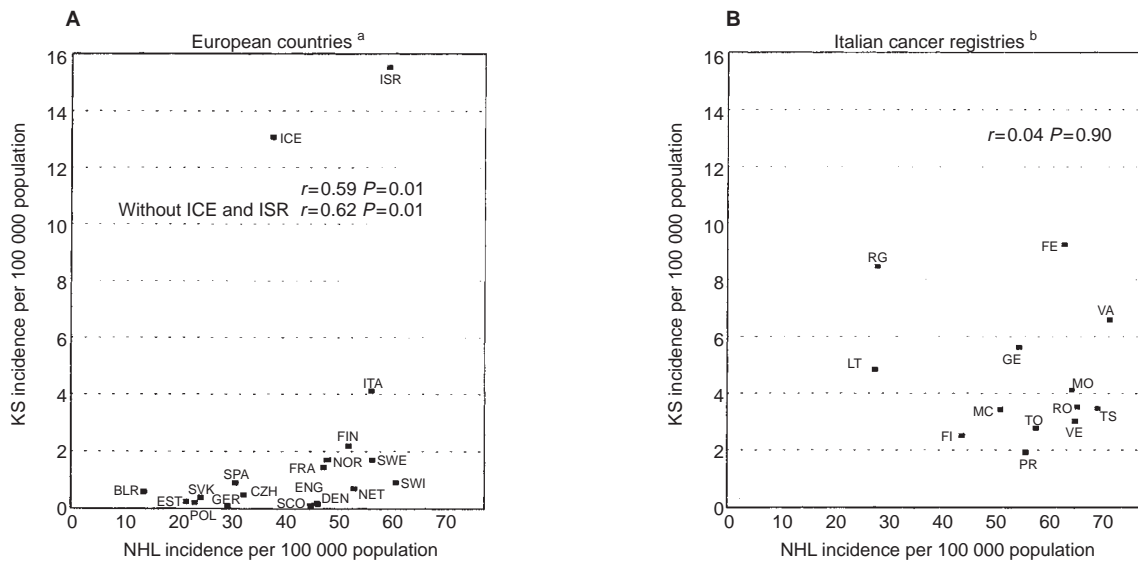 A
European countries a
16
14
12
10
8
6
4
2
0
KS incidence per 100 000 population
ISR
ICE
r=0.59 P=0.01
Without ICE and ISR r=0.62 P=0.01
ITA
FIN
FRA
NOR
SWE
SPA
SVK
BLR
EST
POL
GER
CZH
ENG
SCO
DEN
NET
SWI
0 10 20 30 40 50 60 70
NHL incidence per 100 000 population
B
Italian cancer registries b
16
14
12
10
8
6
4
2
0
KS incidence per 100 000 population
r=0.04 P=0.90
FE
RG
VA
GE
LT
MO
MC
RO
TS
TO
VE
FI
PR
0 10 20 30 40 50 60 70
NHL incidence per 100 000 population